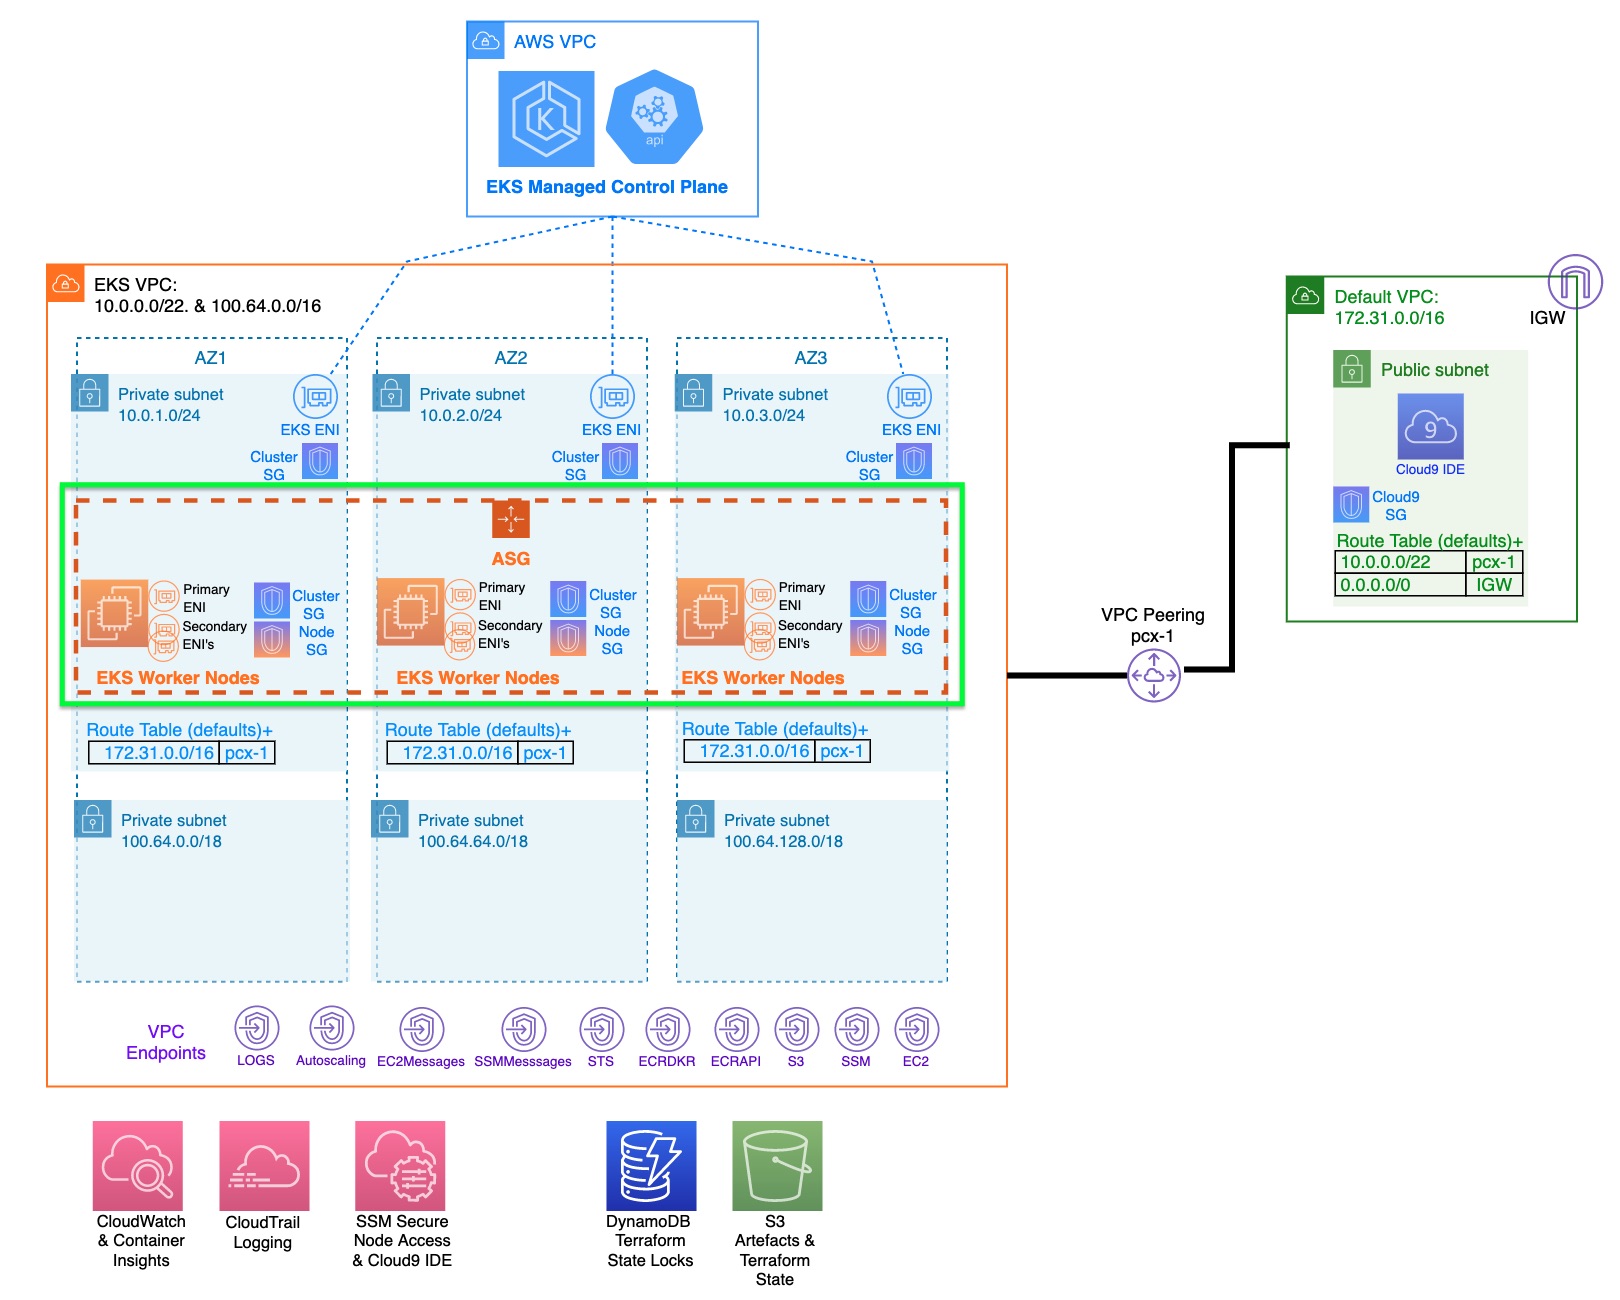 AWS VPC
K
api
EKS Managed Control Plane
EKS VPC:
10.0.0.0/22. & 100.64.0.0/16
AZ1
Private subnet
10.0.1.0/24
EKS ENI
Cluster
SG
AZ2
Private subnet
10.0.2.0/24
EKS ENI
Cluster
SG
AZ3
Private subnet
10.0.3.0/24
EKS ENI
Cluster
SG
ASG
Primary
ENI
Secondary
ENI's
Cluster
SG
Node
SG
EKS Worker Nodes
Primary
ENI
Secondary
ENI's
Cluster
SG
Node
SG
EKS Worker Nodes
Primary
ENI
Secondary
ENI's
Cluster
SG
Node
SG
EKS Worker Nodes
Route Table (defaults)+
172.31.0.0/16 pcx-1
Route Table (defaults)+
172.31.0.0/16 pcx-1
Route Table (defaults)+
172.31.0.0/16 pcx-1
Private subnet
100.64.0.0/18
Private subnet
100.64.64.0/18
Private subnet
100.64.128.0/18
VPC
Endpoints
LOGS
Autoscaling
EC2Messages
SSMMesssages
STS
ECRDKR
ECRAPI
S3
SSM
EC2
VPC Peering
pcx-1
Default VPC:
172.31.0.0/16
IGW
Public subnet
9
Cloud9 IDE
Cloud9
SG
Route Table (defaults)+
10.0.0.0/22 pcx-1
0.0.0.0/0 IGW
CloudWatch
& Container
Insights
CloudTrail
Logging
SSM Secure
Node Access
& Cloud9 IDE
DynamoDB
Terraform
State Locks
S3
Artefacts &
Terraform
State